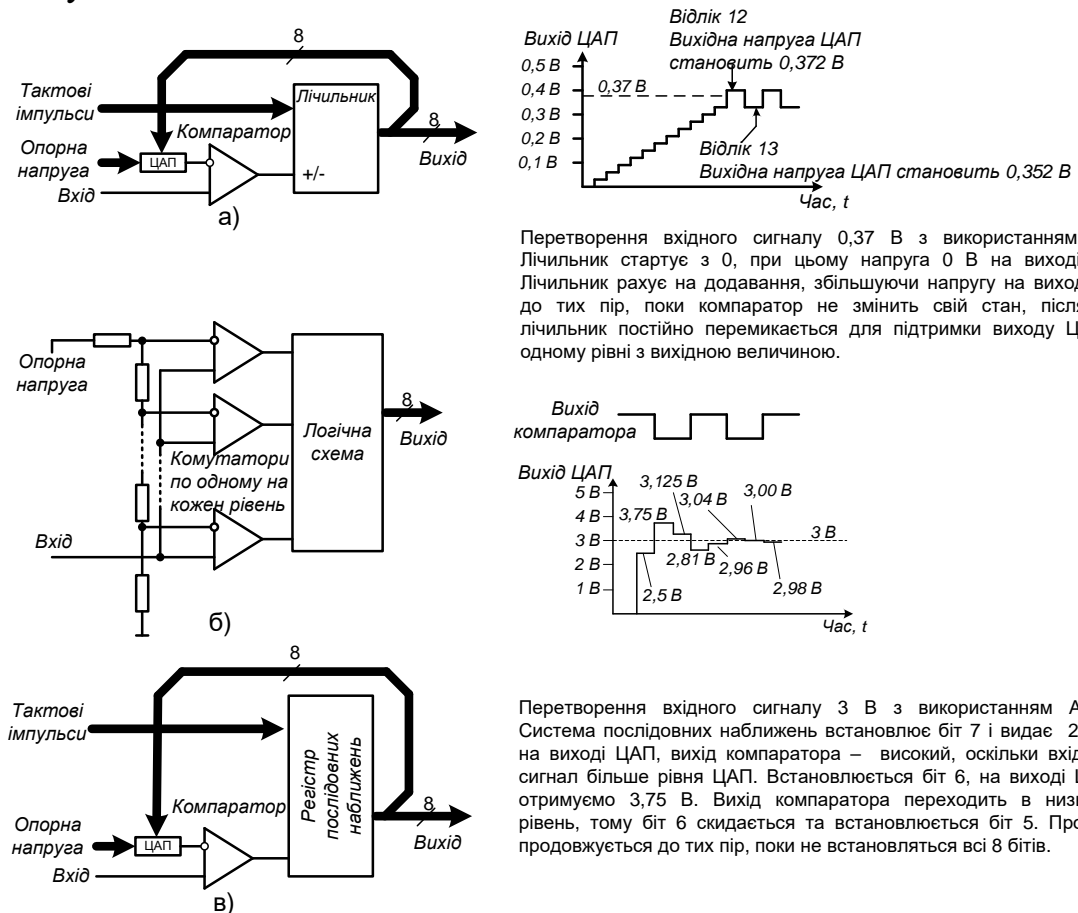 8
Тактові
імпульси
Лічильник
Компаратор
8
Опорна
напруга
ЦАП
Вихід
+/-
Вхід
а)
Вихід ЦАП
Відлік 12
Вихідна напруга ЦАП
становить 0,372 В
0,5 В
0,4 В
0,37 В
0,3 В
0,2 В
0,1 В
Відлік 13
Вихідна напруга ЦАП становить 0,352 В
Час, t
Перетворення вхідного сигналу 0,37 В з використанням
Лічильник стартує з 0, при цьому напруга 0 В на виході
Лічильник рахує на додавання, збільшуючи напругу на виход
до тих пір, поки компаратор не змінить свій стан, після
лічильник постійно перемикається для підтримки виходу Ц
одному рівні з вихідною величиною.
Опорна
напруга
8
Логічна
схема
Вихід
Комутатори
по одному на
кожен рівень
Вхід
б)
Вихід
компаратора
Вихід ЦАП
5 В
4 В
3 В
2 В
1 В
3,125 В
3,04 В
3,00 В
3,75 В
3 В
2,81 В
2,96 В
2,98 В
2,5 В
Час, t
8
Тактові
імпульси
Регістр
послідовних
наближень
Компаратор
8
Опорна
напруга
ЦАП
Вихід
Вхід
в)
Перетворення вхідного сигналу 3 В з використанням А
Система послідовних наближень встановлює біт 7 і видає 2
на виході ЦАП, вихід компаратора – високий, оскільки вхід
сигнал більше рівня ЦАП. Встановлюється біт 6, на виході Ц
отримуємо 3,75 В. Вихід компаратора переходить в низ
рівень, тому біт 6 скидається та встановлюється біт 5. Про
продовжується до тих пір, поки не встановляться всі 8 бітів.